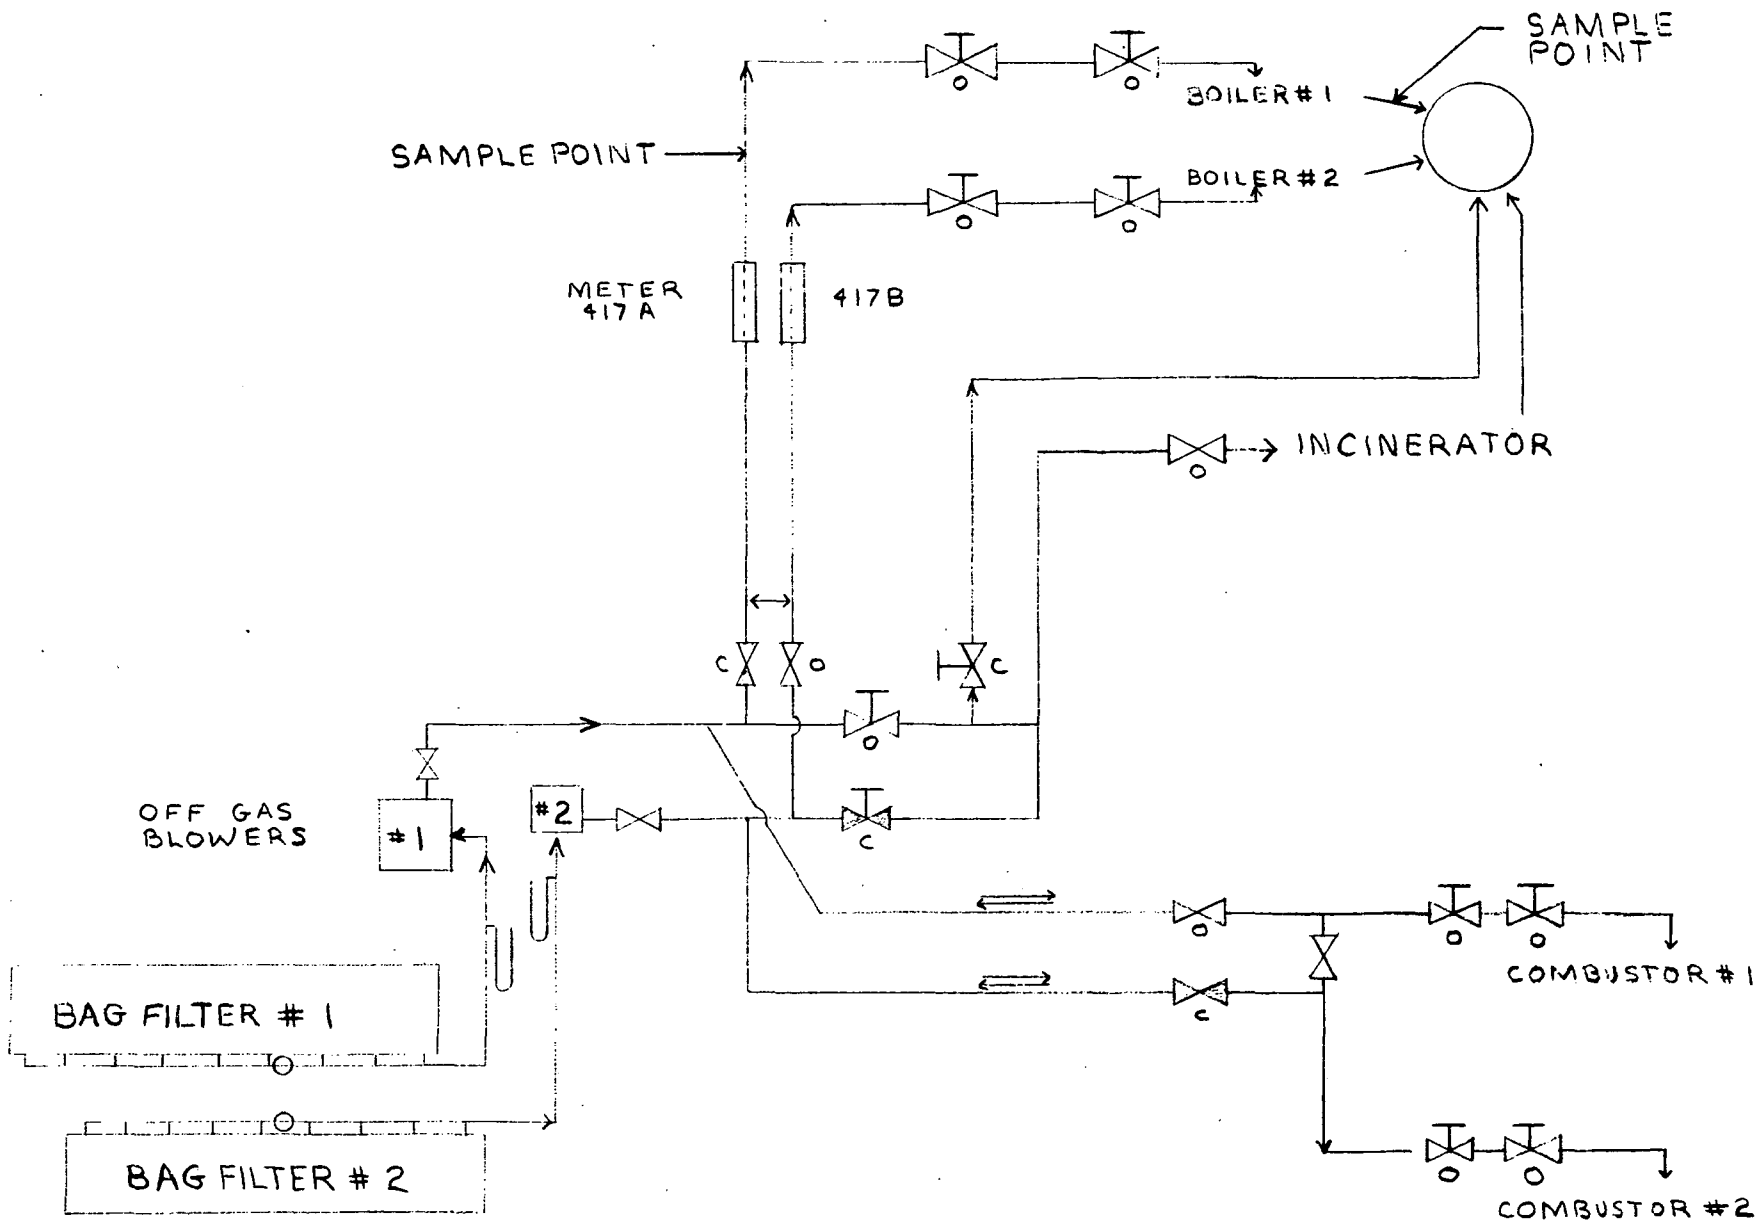 SAMPLE
POINT
O
O
BOILER # 1
SAMPLE POINT
BOILER # 2
O
O
METER
417A
417B
INCINERATOR
O
C
O
C
O
OFF GAS
BLOWERS
# 1
#2
C
O
O
O
COMBUSTOR # 1
C
BAG FILTER # 1
BAG FILTER # 2
O
O
COMBUSTOR # 2